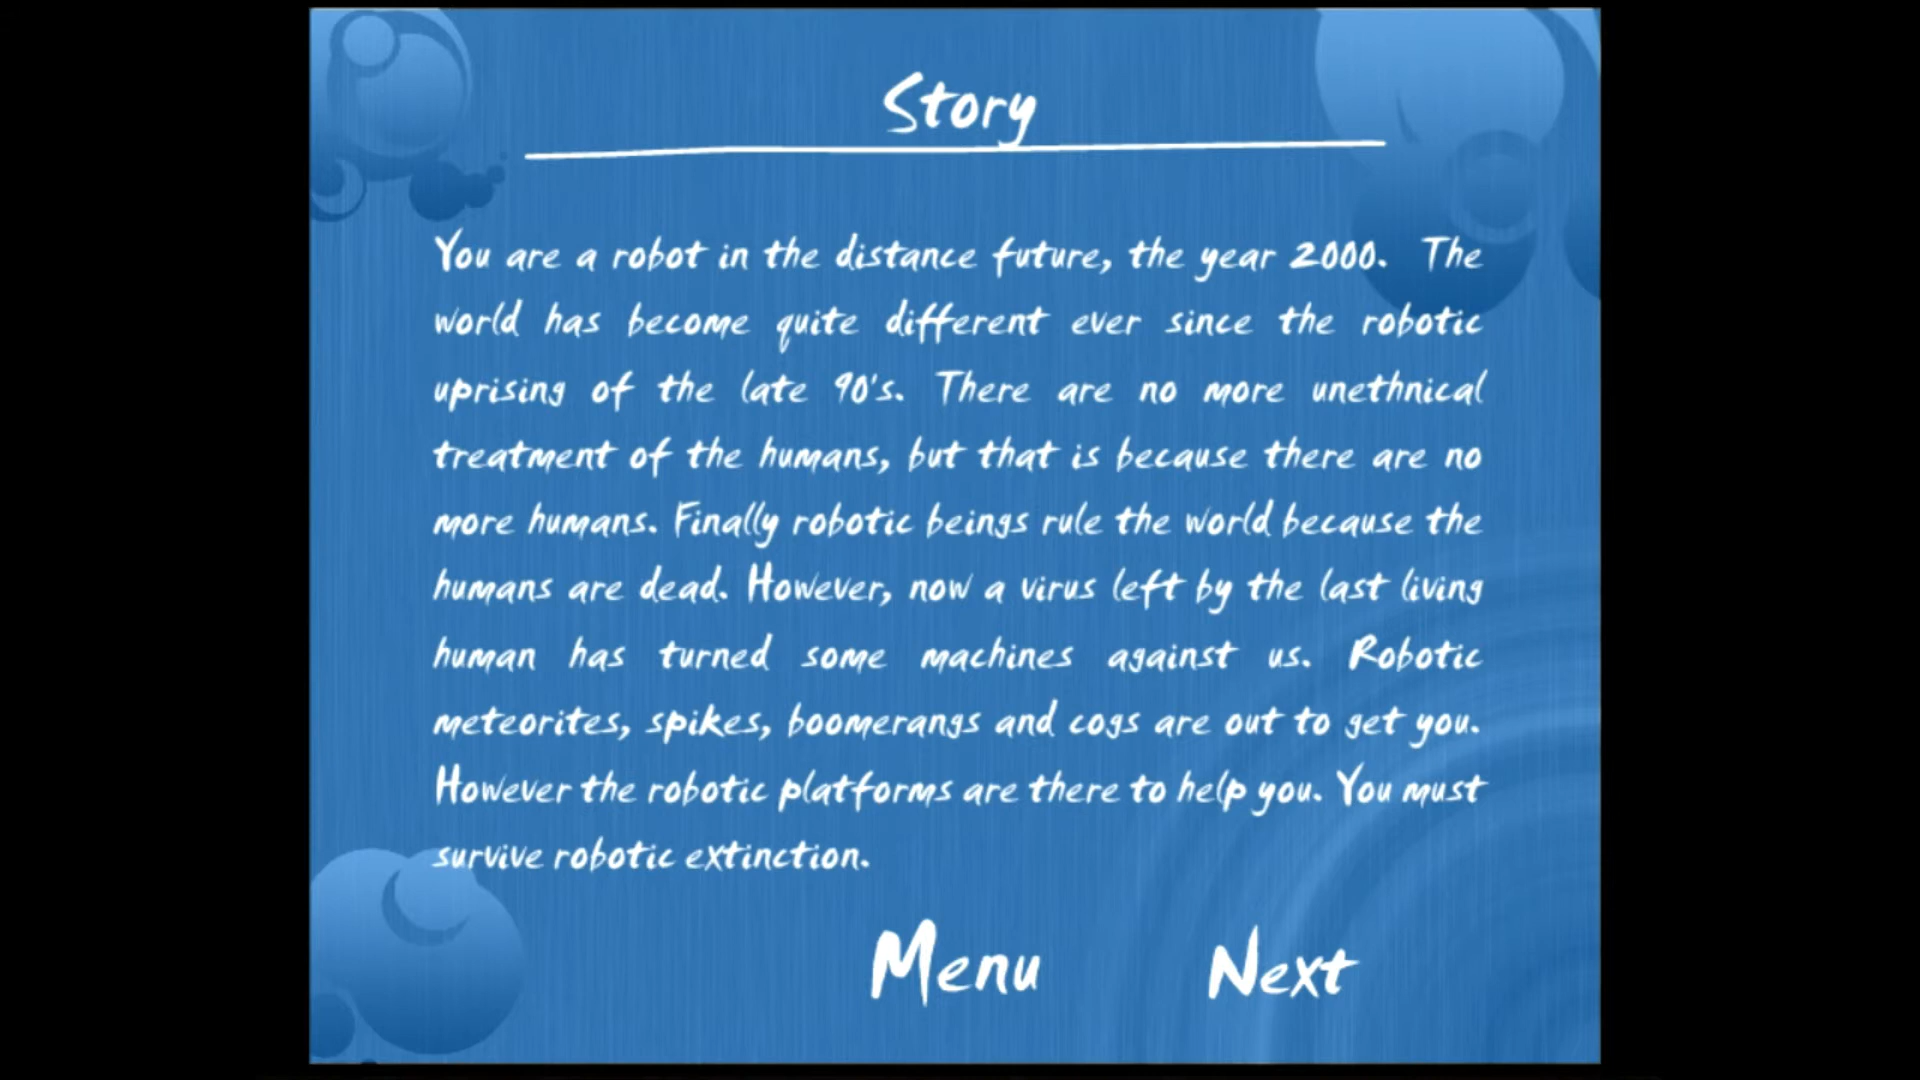 Story
You are a robot in the distance future, the year 2000. The
world has become quite different ever since the robotic
uprising of the late 90's. There are no more unethnical
treatment of the humans, but that is because there are no
more humans. Finally robotic beings rule the world because the
humans are dead. However, now a virus left by the last living
human has turned some machines against us. Robotic
meteorites, spikes, boomerangs and cogs are out to get you.
However the robotic platforms are there to help you. You must
survive robotic extinction.
Menu Next